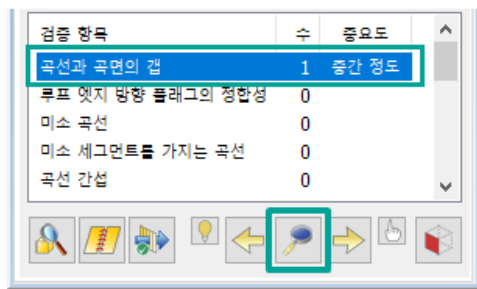 검증 항목 수 중요도
곡선과 곡면의 갭 1 중간 정도
루프 엣지 방향 플래그의 정합성 0
미소 곡선 0
미소 세그먼트를 가지는 곡선 0
곡선 간섭 0